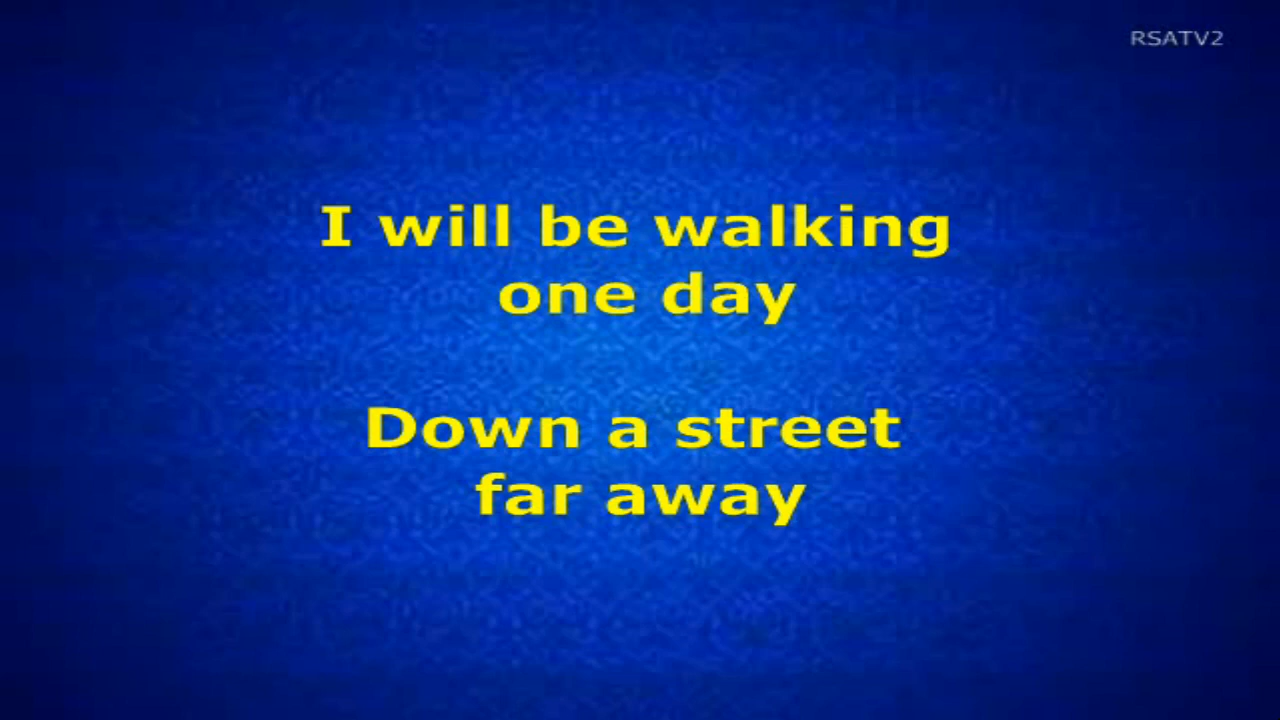 RSATV2
I will be walking
one day
Down a street
far away